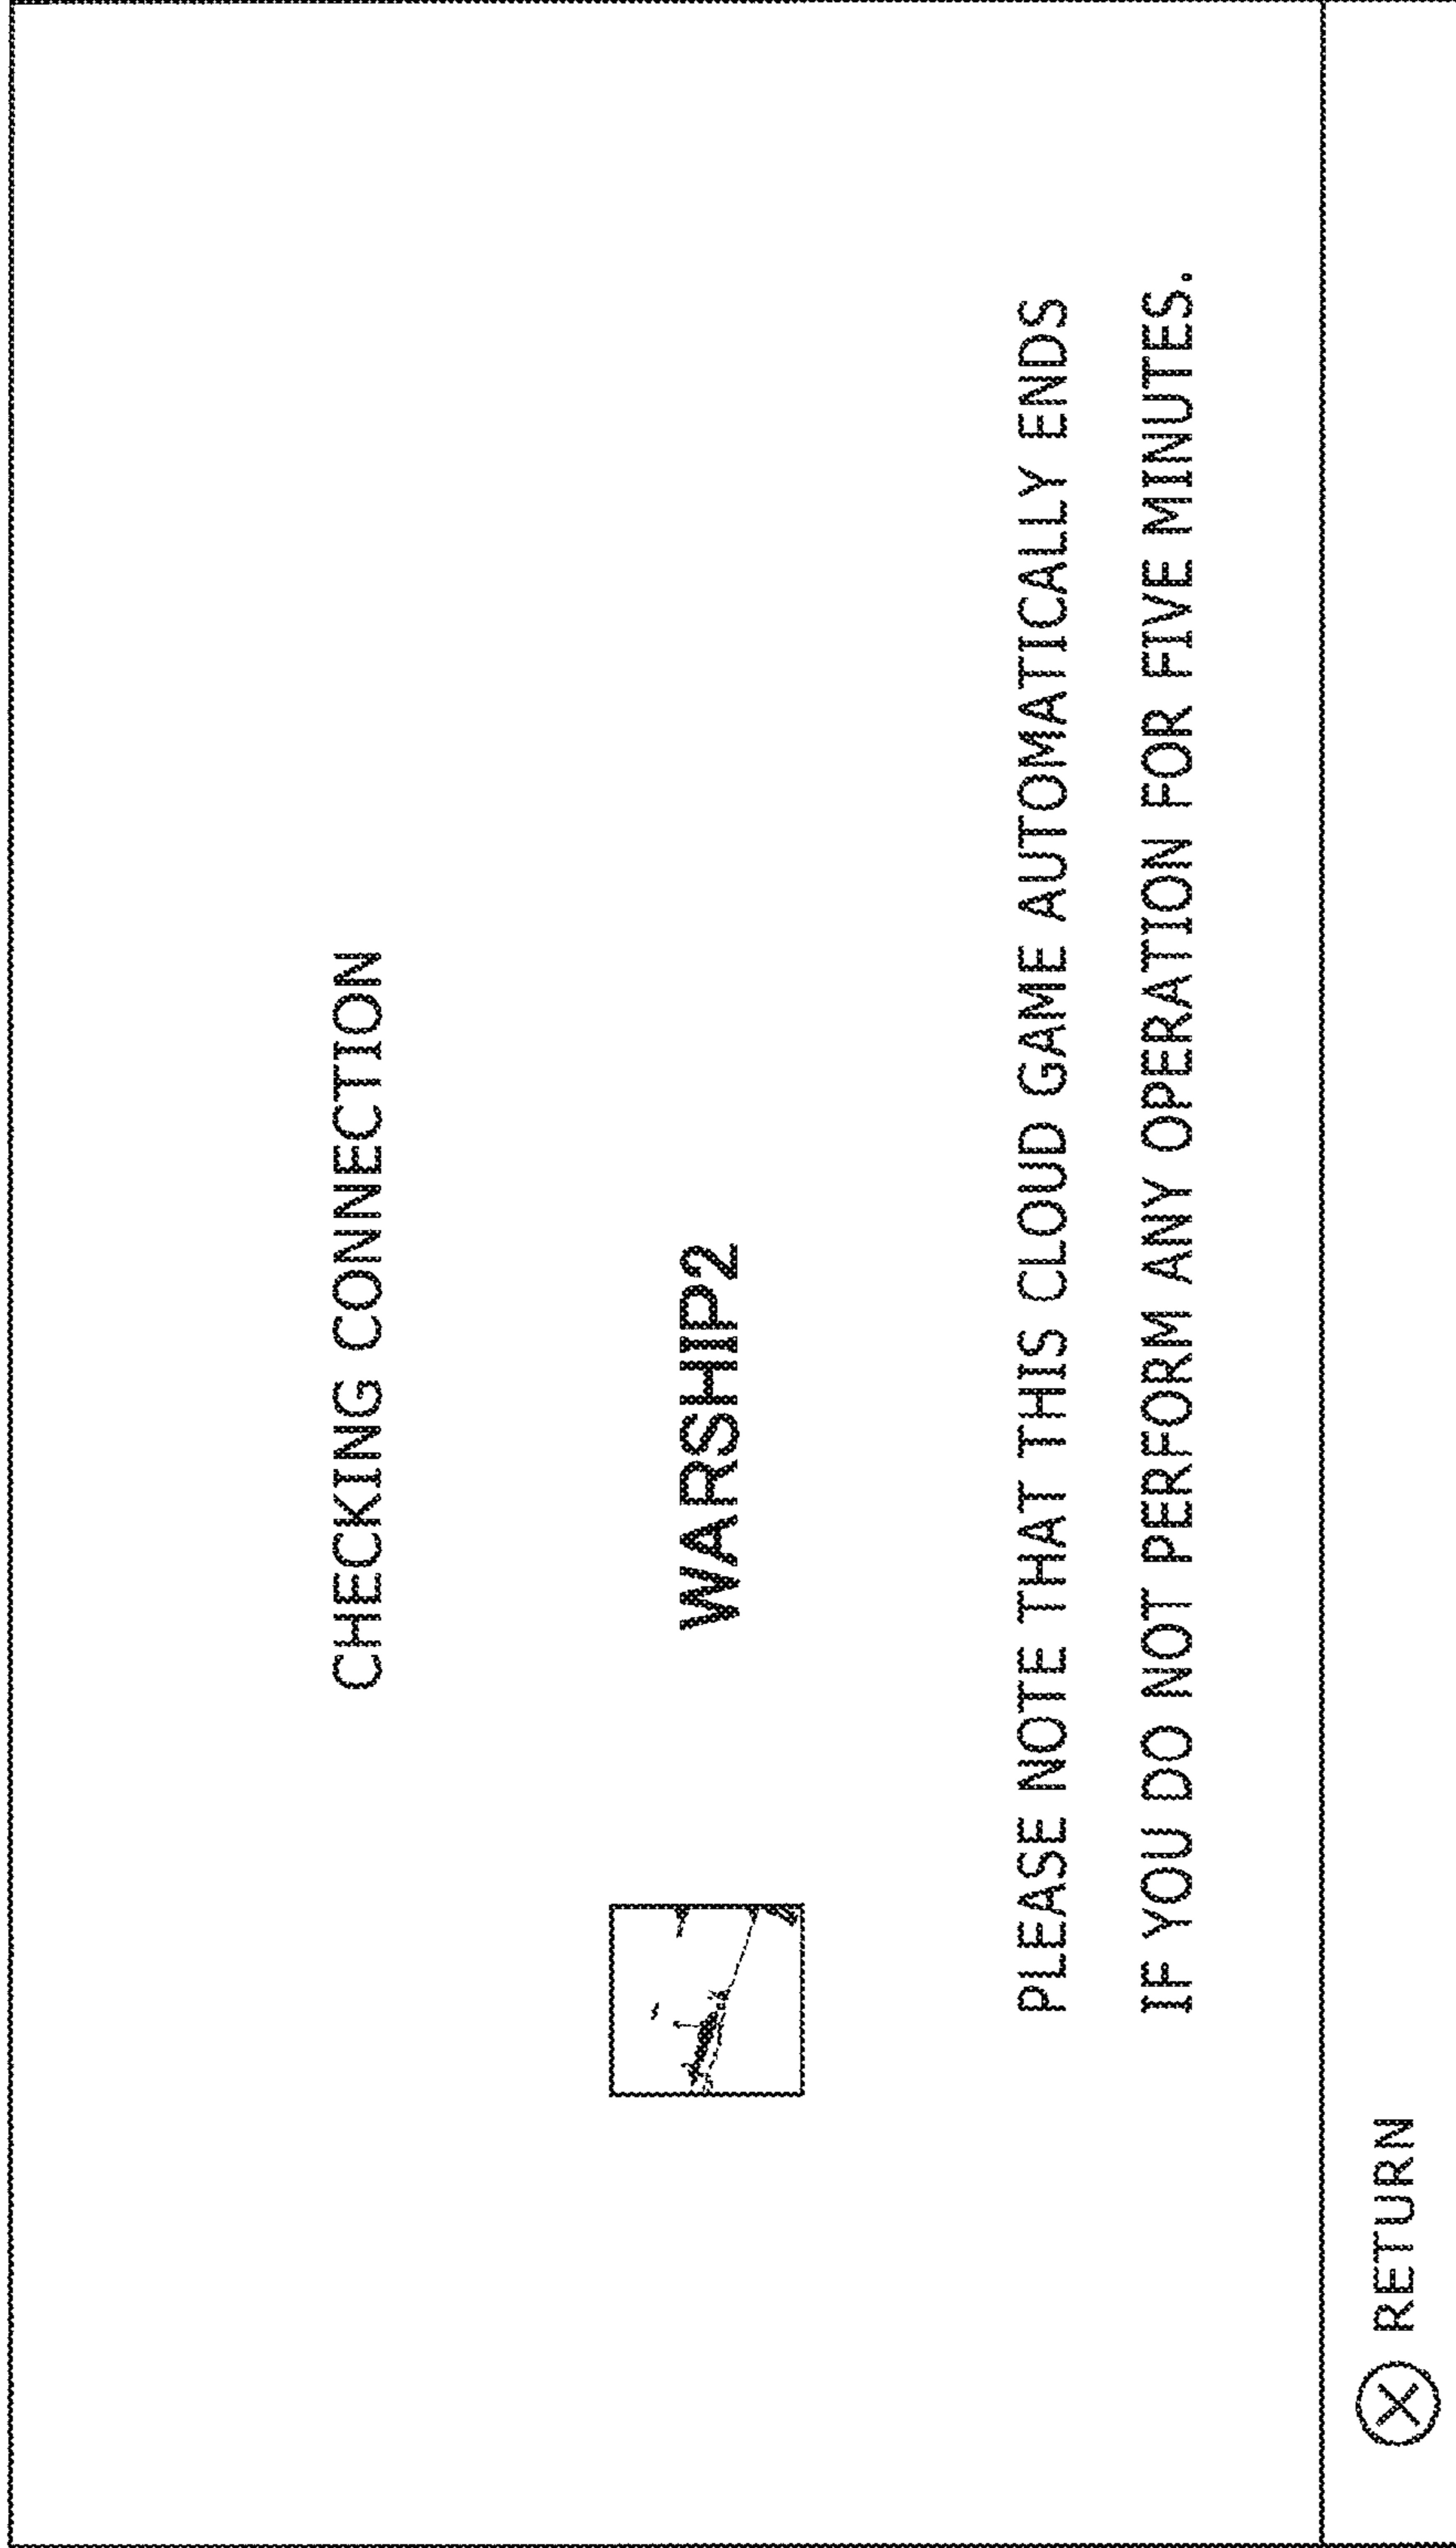 CHECKING CONNECTION
WARSHIP2
PLEASE NOTE THAT THIS CLOUD GAME AUTOMATICALLY ENDS
IF YOU DO NOT PERFORM ANY OPERATION FOR FIVE MINUTES.
RETURN